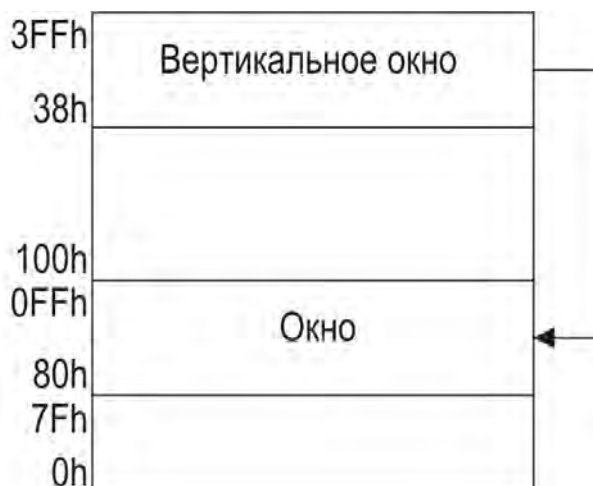 3FFh
Вертикальное окно
38h
100h
0FFh
Окно
80h
7Fh
0h